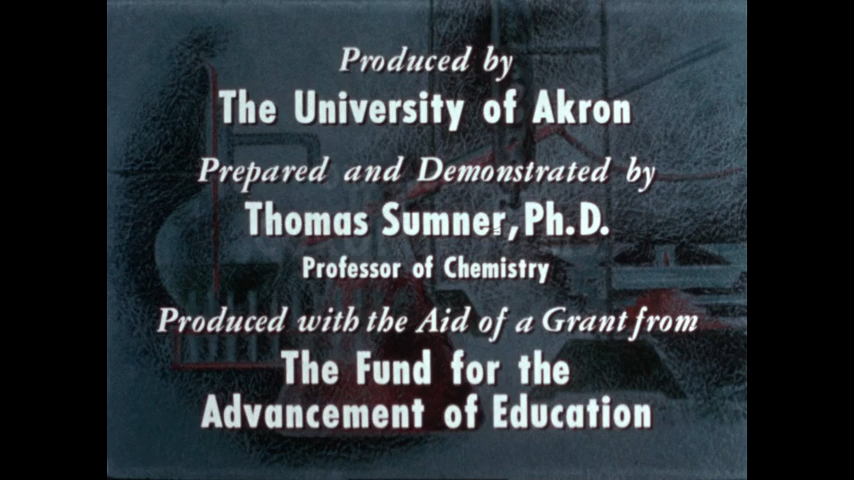 Produced by
The University of Akron
Prepared and Demonstrated by
Thomas Sumner, Ph.D.
Professor of Chemistry
Produced with the Aid of a Grant from
The Fund for the
Advancement of Education